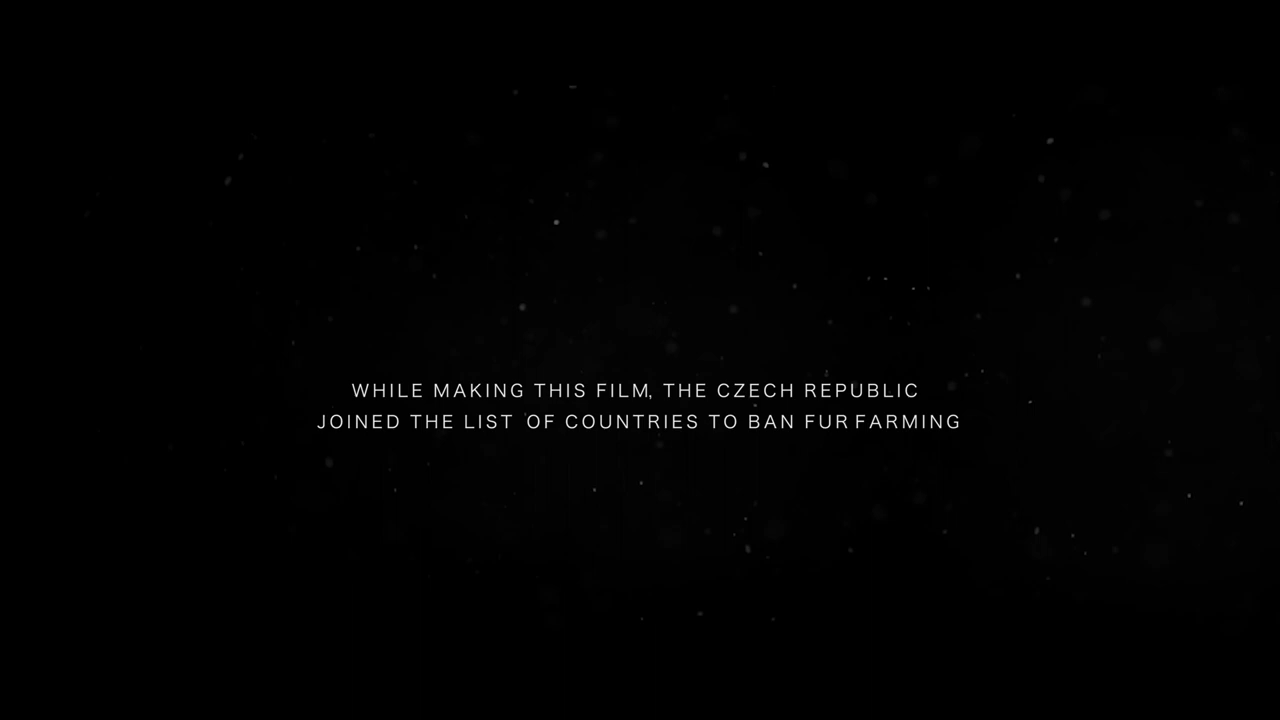 WHILE MAKING THIS FILM, THE CZECH REPUBLIC
JOINED THE LIST OF COUNTRIES TO BAN FUR FARMING